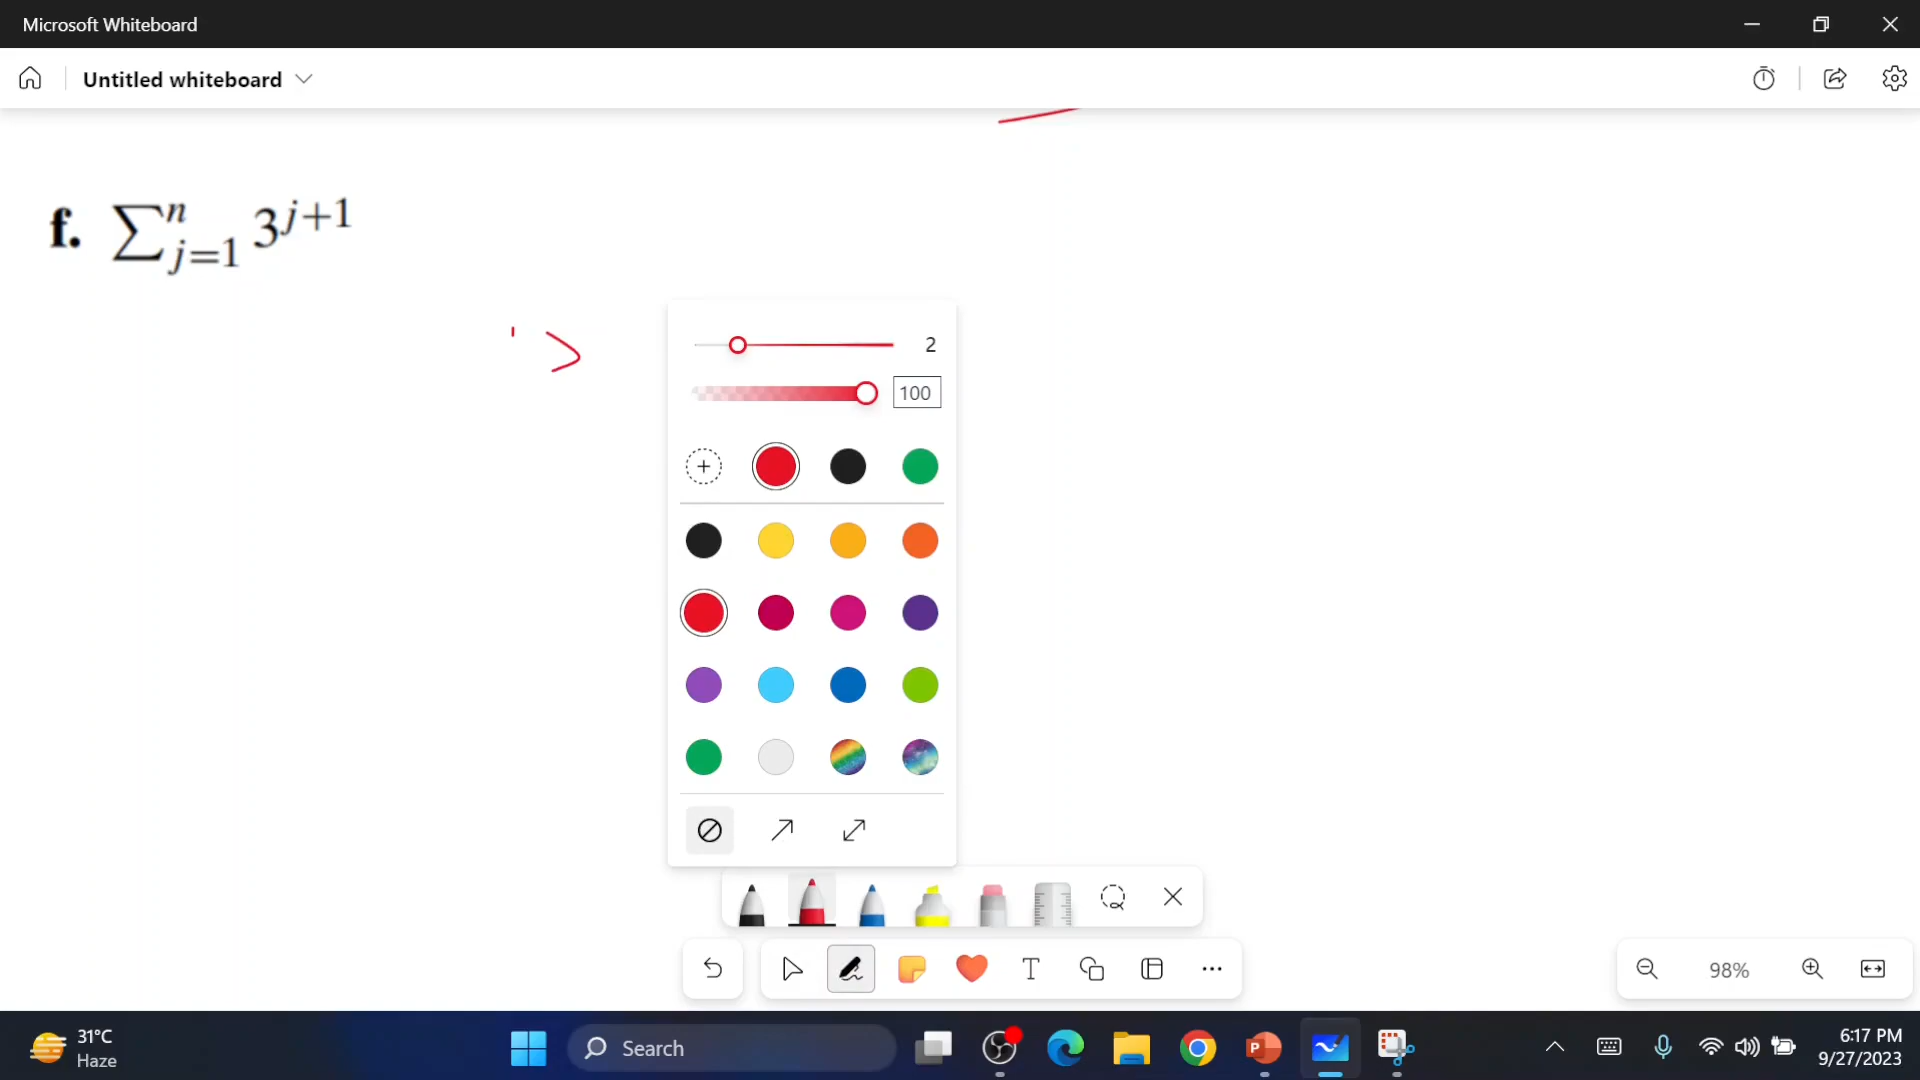 Microsoft Whiteboard
Untitled whiteboard
f. ∑ⁿⱼ₌₁ 3ʲ⁺¹
2
100
98%
31°C
Haze
Search
6:17 PM
9/27/2023